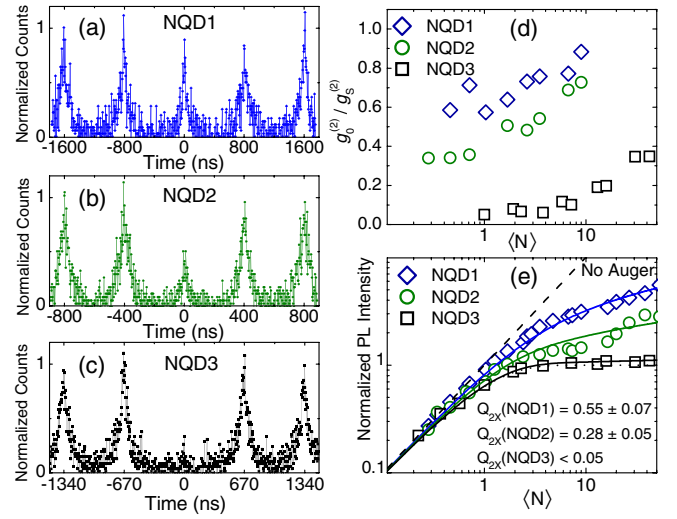 (a) NQD1
Normalized Counts
1
0
-1600 -800 0 800 1600
Time (ns)
(b) NQD2
Normalized Counts
1
0
-800 -400 0 400 800
Time (ns)
(c) NQD3
Normalized Counts
1
0
-1340 -670 0 670 1340
Time (ns)
(d)
NQD1
NQD2
NQD3
g0(2) / gS(2)
1.0
0.8
0.6
0.4
0.2
0.0
1 10
⟨N⟩
(e)
No Auger
NQD1
NQD2
NQD3
Normalized PL Intensity
1
0.1
Q2X(NQD1) = 0.55 ± 0.07
Q2X(NQD2) = 0.28 ± 0.05
Q2X(NQD3) < 0.05
1 10
⟨N⟩